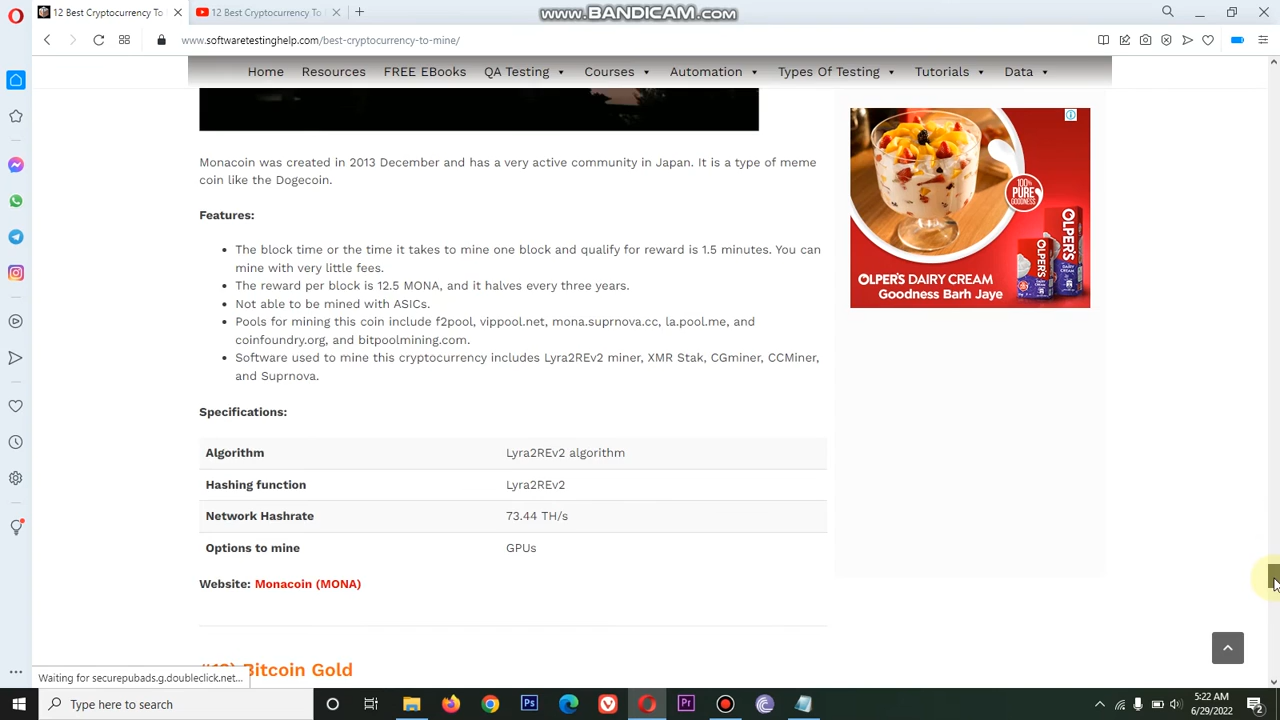 12 Best Cryptocurrency To
12 Best Cryptocurrency To
www.BANDICAM.com
www.softwaretestinghelp.com/best-cryptocurrency-to-mine/
Home Resources FREE EBooks QA Testing Courses Automation Types Of Testing Tutorials Data
Monacoin was created in 2013 December and has a very active community in Japan. It is a type of meme
coin like the Dogecoin.
Features:
• The block time or the time it takes to mine one block and qualify for reward is 1.5 minutes. You can
mine with very little fees.
• The reward per block is 12.5 MONA, and it halves every three years.
• Not able to be mined with ASICs.
• Pools for mining this coin include f2pool, vippool.net, mona.suprnova.cc, la.pool.me, and
coinfoundry.org, and bitpoolmining.com.
• Software used to mine this cryptocurrency includes Lyra2REv2 miner, XMR Stak, CGminer, CCMiner,
and Suprnova.
Specifications:
Algorithm Lyra2REv2 algorithm
Hashing function Lyra2REv2
Network Hashrate 73.44 TH/s
Options to mine GPUs
Website: Monacoin (MONA)
Bitcoin Gold
100%
PURE
GOODNESS
OLPER'S
OLPER'S DAIRY CREAM
Goodness Barh Jaye
Waiting for securepubads.g.doubleclick.net...
Type here to search
Ps
Pr
5:22 AM
6/29/2022
2